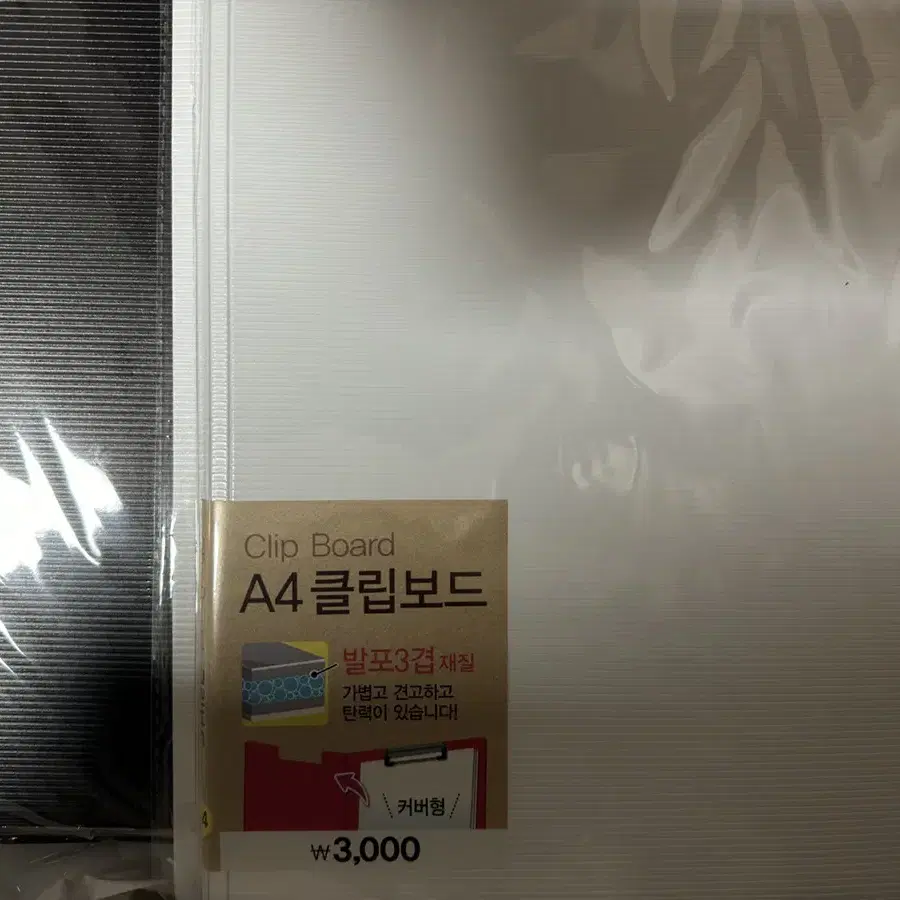 Clip Board
A4 클립보드
발포3겹 재질
가볍고 견고하고
탄력이 있습니다!
커버형
4
₩3,000